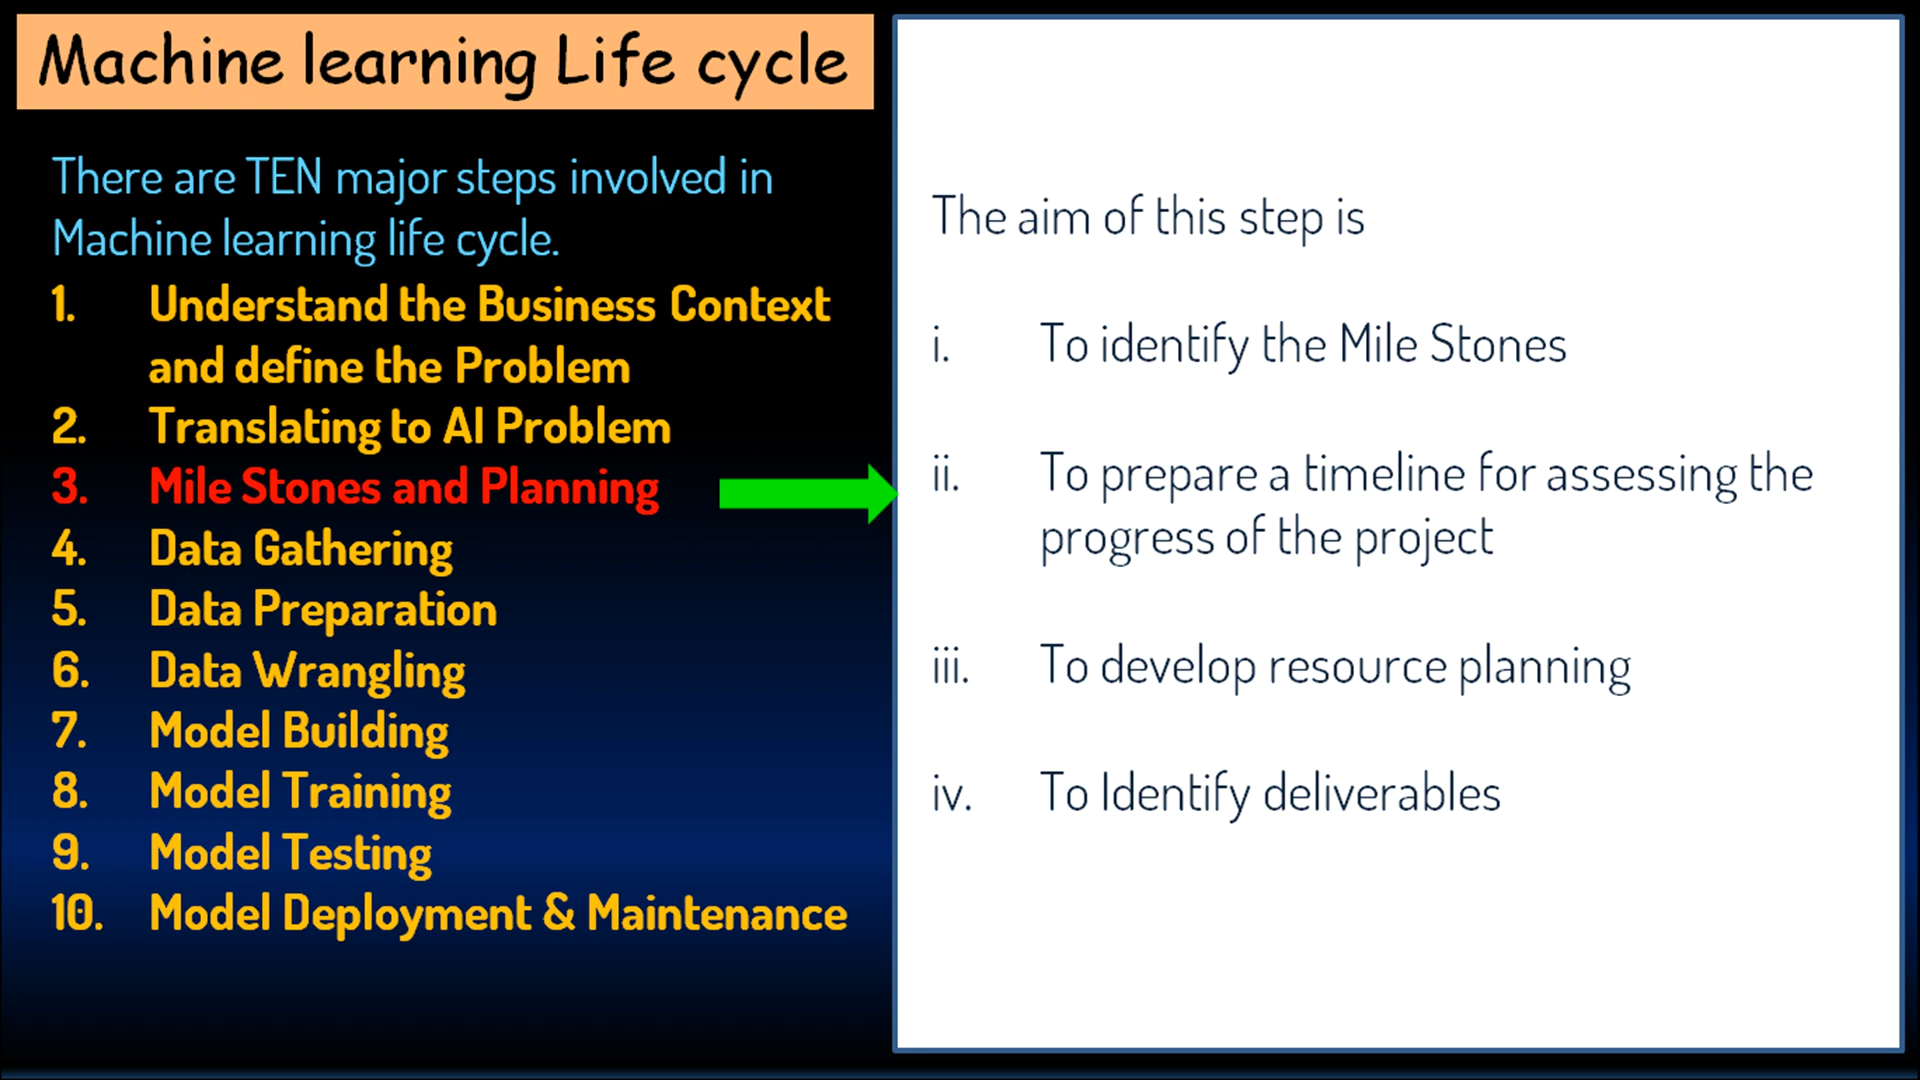 Machine learning Life cycle
There are TEN major steps involved in
Machine learning life cycle.
1. Understand the Business Context
and define the Problem
2. Translating to AI Problem
3. Mile Stones and Planning
4. Data Gathering
5. Data Preparation
6. Data Wrangling
7. Model Building
8. Model Training
9. Model Testing
10. Model Deployment & Maintenance
The aim of this step is
i. To identify the Mile Stones
ii. To prepare a timeline for assessing the
progress of the project
iii. To develop resource planning
iv. To Identify deliverables